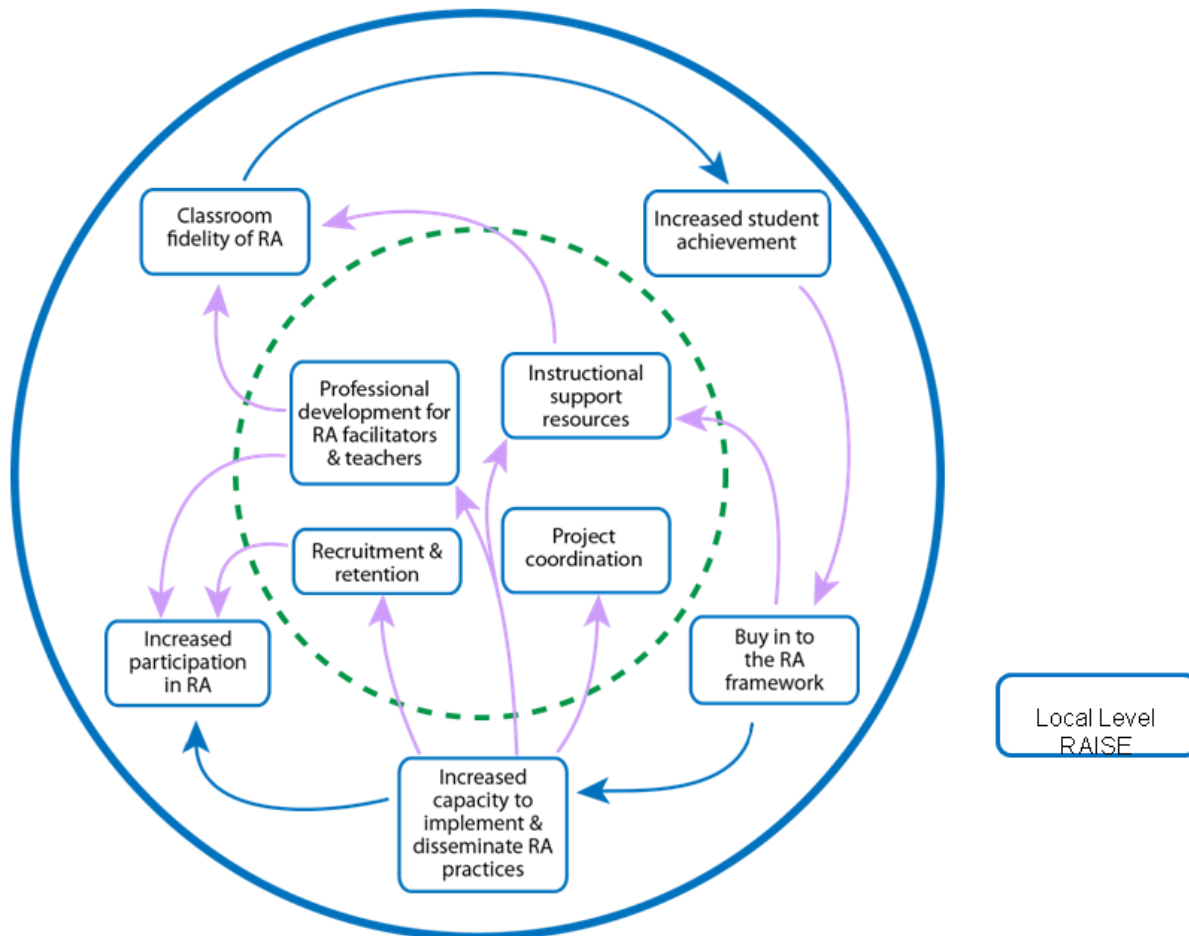 Classroom
fidelity of RA
Increased student
achievement
Professional
development for
RA facilitators
& teachers
Instructional
support
resources
Recruitment &
retention
Project
coordination
Increased
participation
in RA
Buy in to
the RA
framework
Increased
capacity to
implement &
disseminate RA
practices
Local Level
RAISE